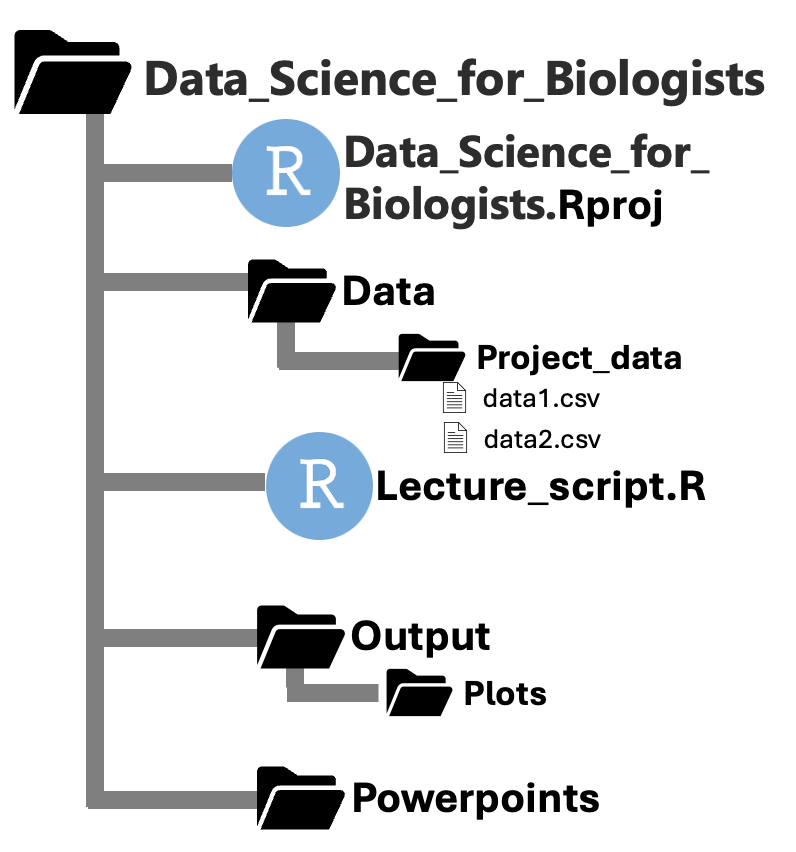 Data_Science_for_Biologists
R
Data_Science_for_
Biologists.Rproj
Data
Project_data
data1.csv
data2.csv
R
Lecture_script.R
Output
Plots
Powerpoints